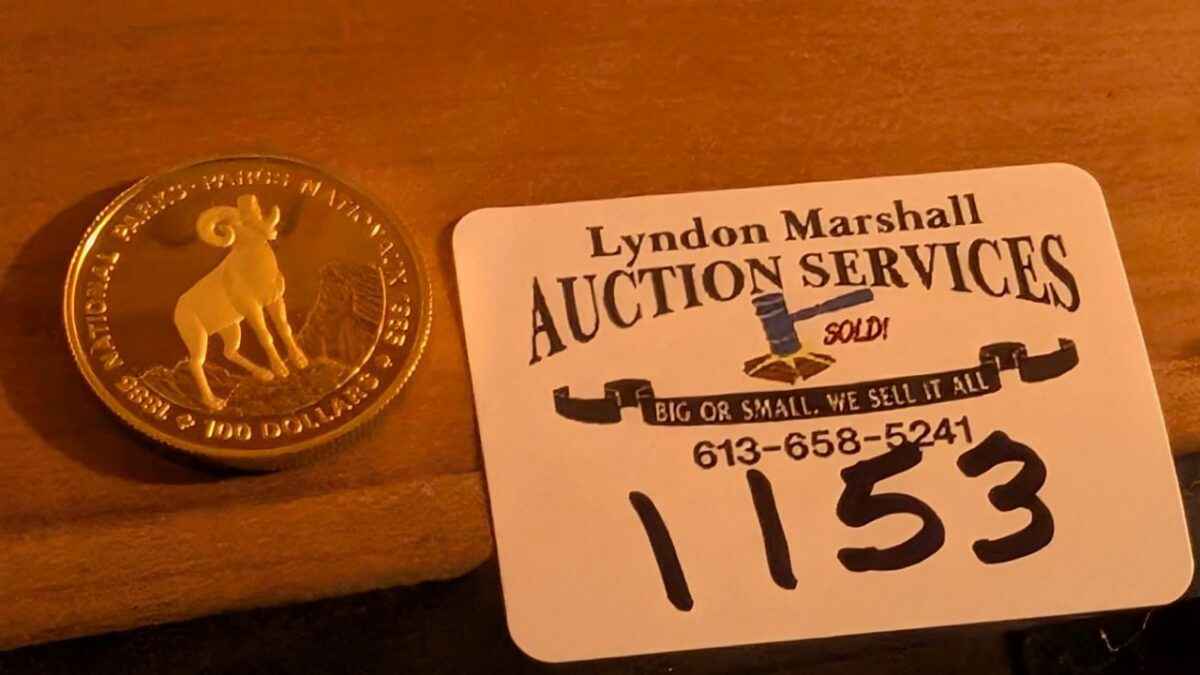 1885 NATIONAL PARKS · PARCS NATIONAUX 1985
100 DOLLARS
Lyndon Marshall
AUCTION SERVICES
SOLD!
BIG OR SMALL. WE SELL IT ALL
613-658-5241
1153